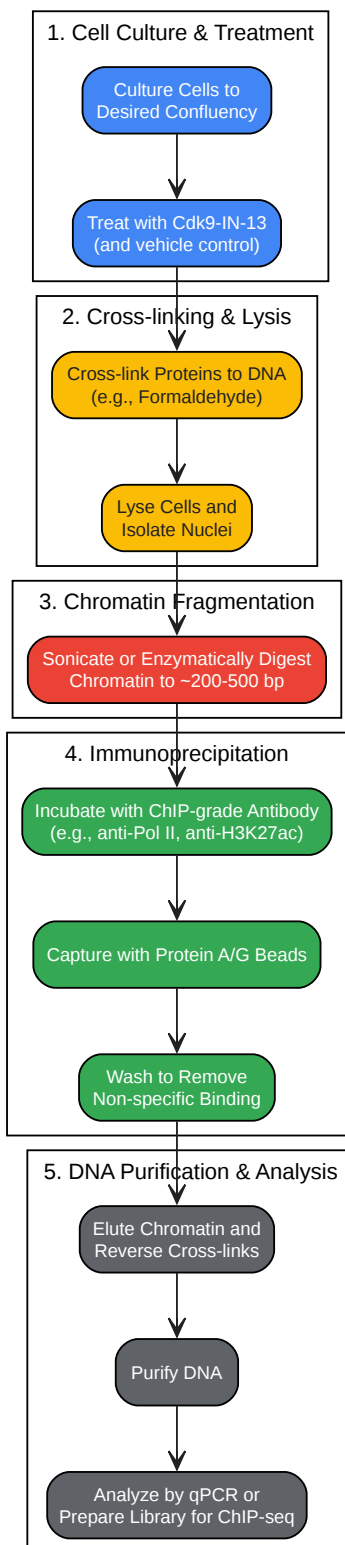 1. Cell Culture & Treatment
Culture Cells to
Desired Confluency
Treat with Cdk9-IN-13
(and vehicle control)
2. Cross-linking & Lysis
Cross-link Proteins to DNA
(e.g., Formaldehyde)
Lyse Cells and
Isolate Nuclei
3. Chromatin Fragmentation
Sonicate or Enzymatically Digest
Chromatin to ~200-500 bp
4. Immunoprecipitation
Incubate with ChIP-grade Antibody
(e.g., anti-Pol II, anti-H3K27ac)
Capture with Protein A/G Beads
Wash to Remove
Non-specific Binding
5. DNA Purification & Analysis
Elute Chromatin and
Reverse Cross-links
Purify DNA
Analyze by qPCR or
Prepare Library for ChIP-seq